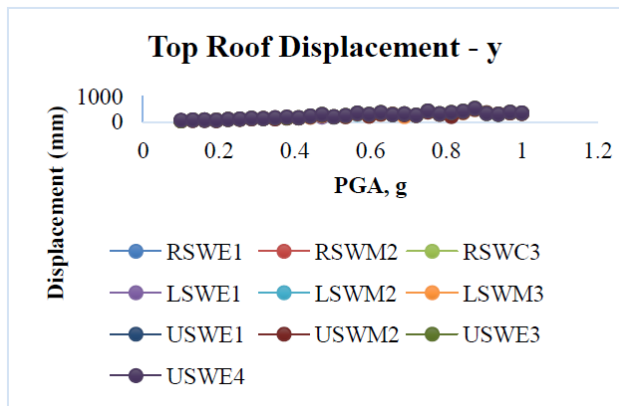 Top Roof Displacement - y
Displacement (mm)
1000
0
0 0.2 0.4 0.6 0.8 1 1.2
PGA, g
RSWE1 RSWM2 RSWC3
LSWE1 LSWM2 LSWM3
USWE1 USWM2 USWE3
USWE4